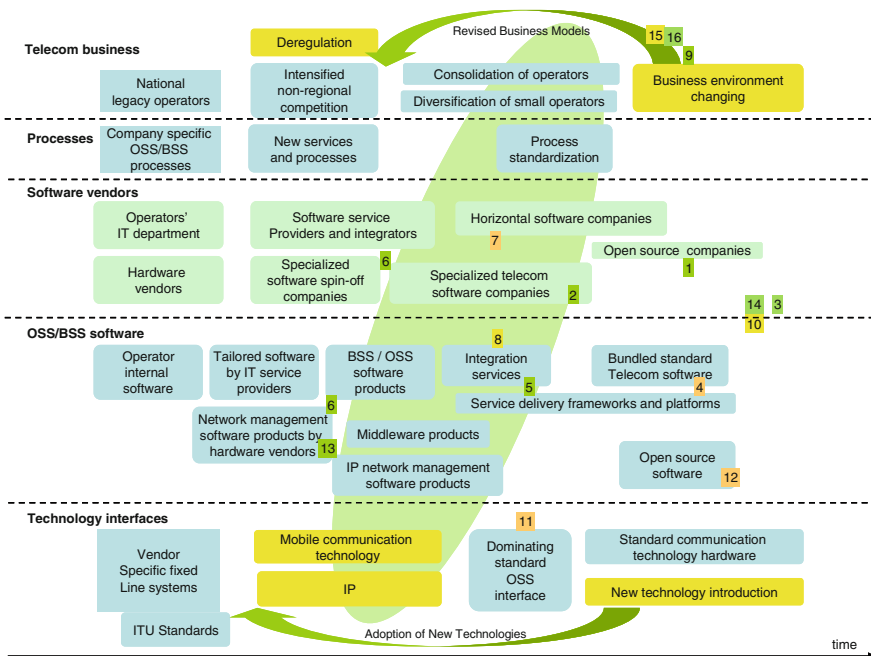 Revised Business Models
15
16
9
Telecom business
Deregulation
National
legacy operators
Intensified
non-regional
competition
Consolidation of operators
Diversification of small operators
Business environment
changing
Processes
Company specific
OSS/BSS
processes
New services
and processes
Process
standardization
Software vendors
Operators'
IT department
Software service
Providers and integrators
Horizontal software companies
7
6
Open source companies
1
Hardware
vendors
Specialized
software spin-off
companies
Specialized telecom
software companies
2
14
3
10
OSS/BSS software
8
Operator
internal
software
Tailored software
by IT service
providers
BSS / OSS
software
products
Integration
services
5
Bundled standard
Telecom software
4
6
Service delivery frameworks and platforms
Network management
software products by
hardware vendors
13
Middleware products
IP network management
software products
Open source
software
12
Technology interfaces
11
Vendor
Specific fixed
Line systems
Mobile communication
technology
Dominating
standard
OSS
interface
Standard communication
technology hardware
IP
New technology introduction
ITU Standards
Adoption of New Technologies
time